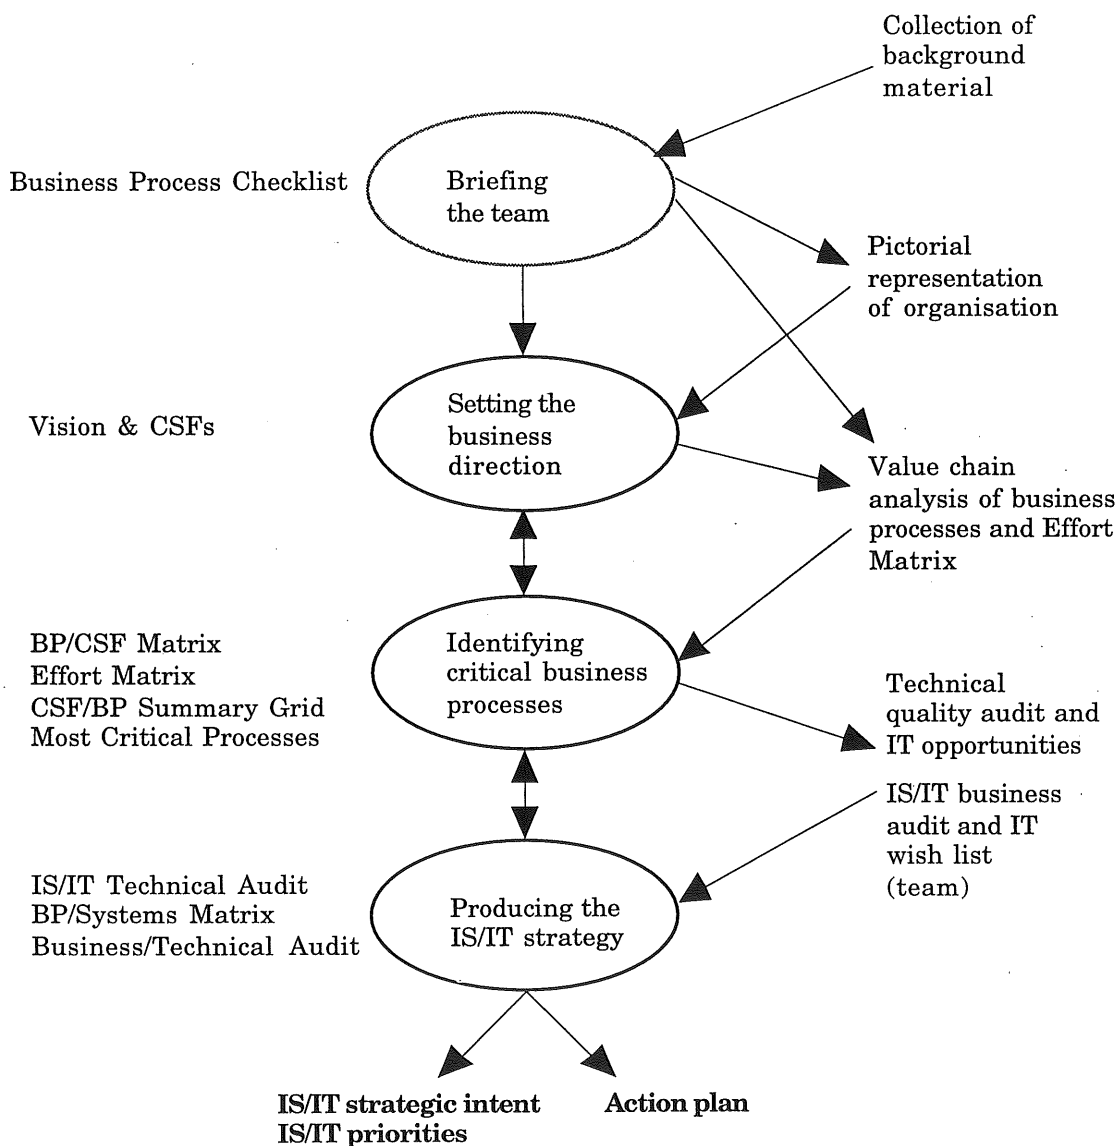 Collection of
background
material
Business Process Checklist
Briefing
the team
Pictorial
representation
of organisation
Vision & CSFs
Setting the
business
direction
Value chain
analysis of business
processes and Effort
Matrix
BP/CSF Matrix
Effort Matrix
CSF/BP Summary Grid
Most Critical Processes
Identifying
critical business
processes
Technical
quality audit and
IT opportunities
IS/IT business
audit and IT
wish list
(team)
IS/IT Technical Audit
BP/Systems Matrix
Business/Technical Audit
Producing the
IS/IT strategy
IS/IT strategic intent
IS/IT priorities
Action plan